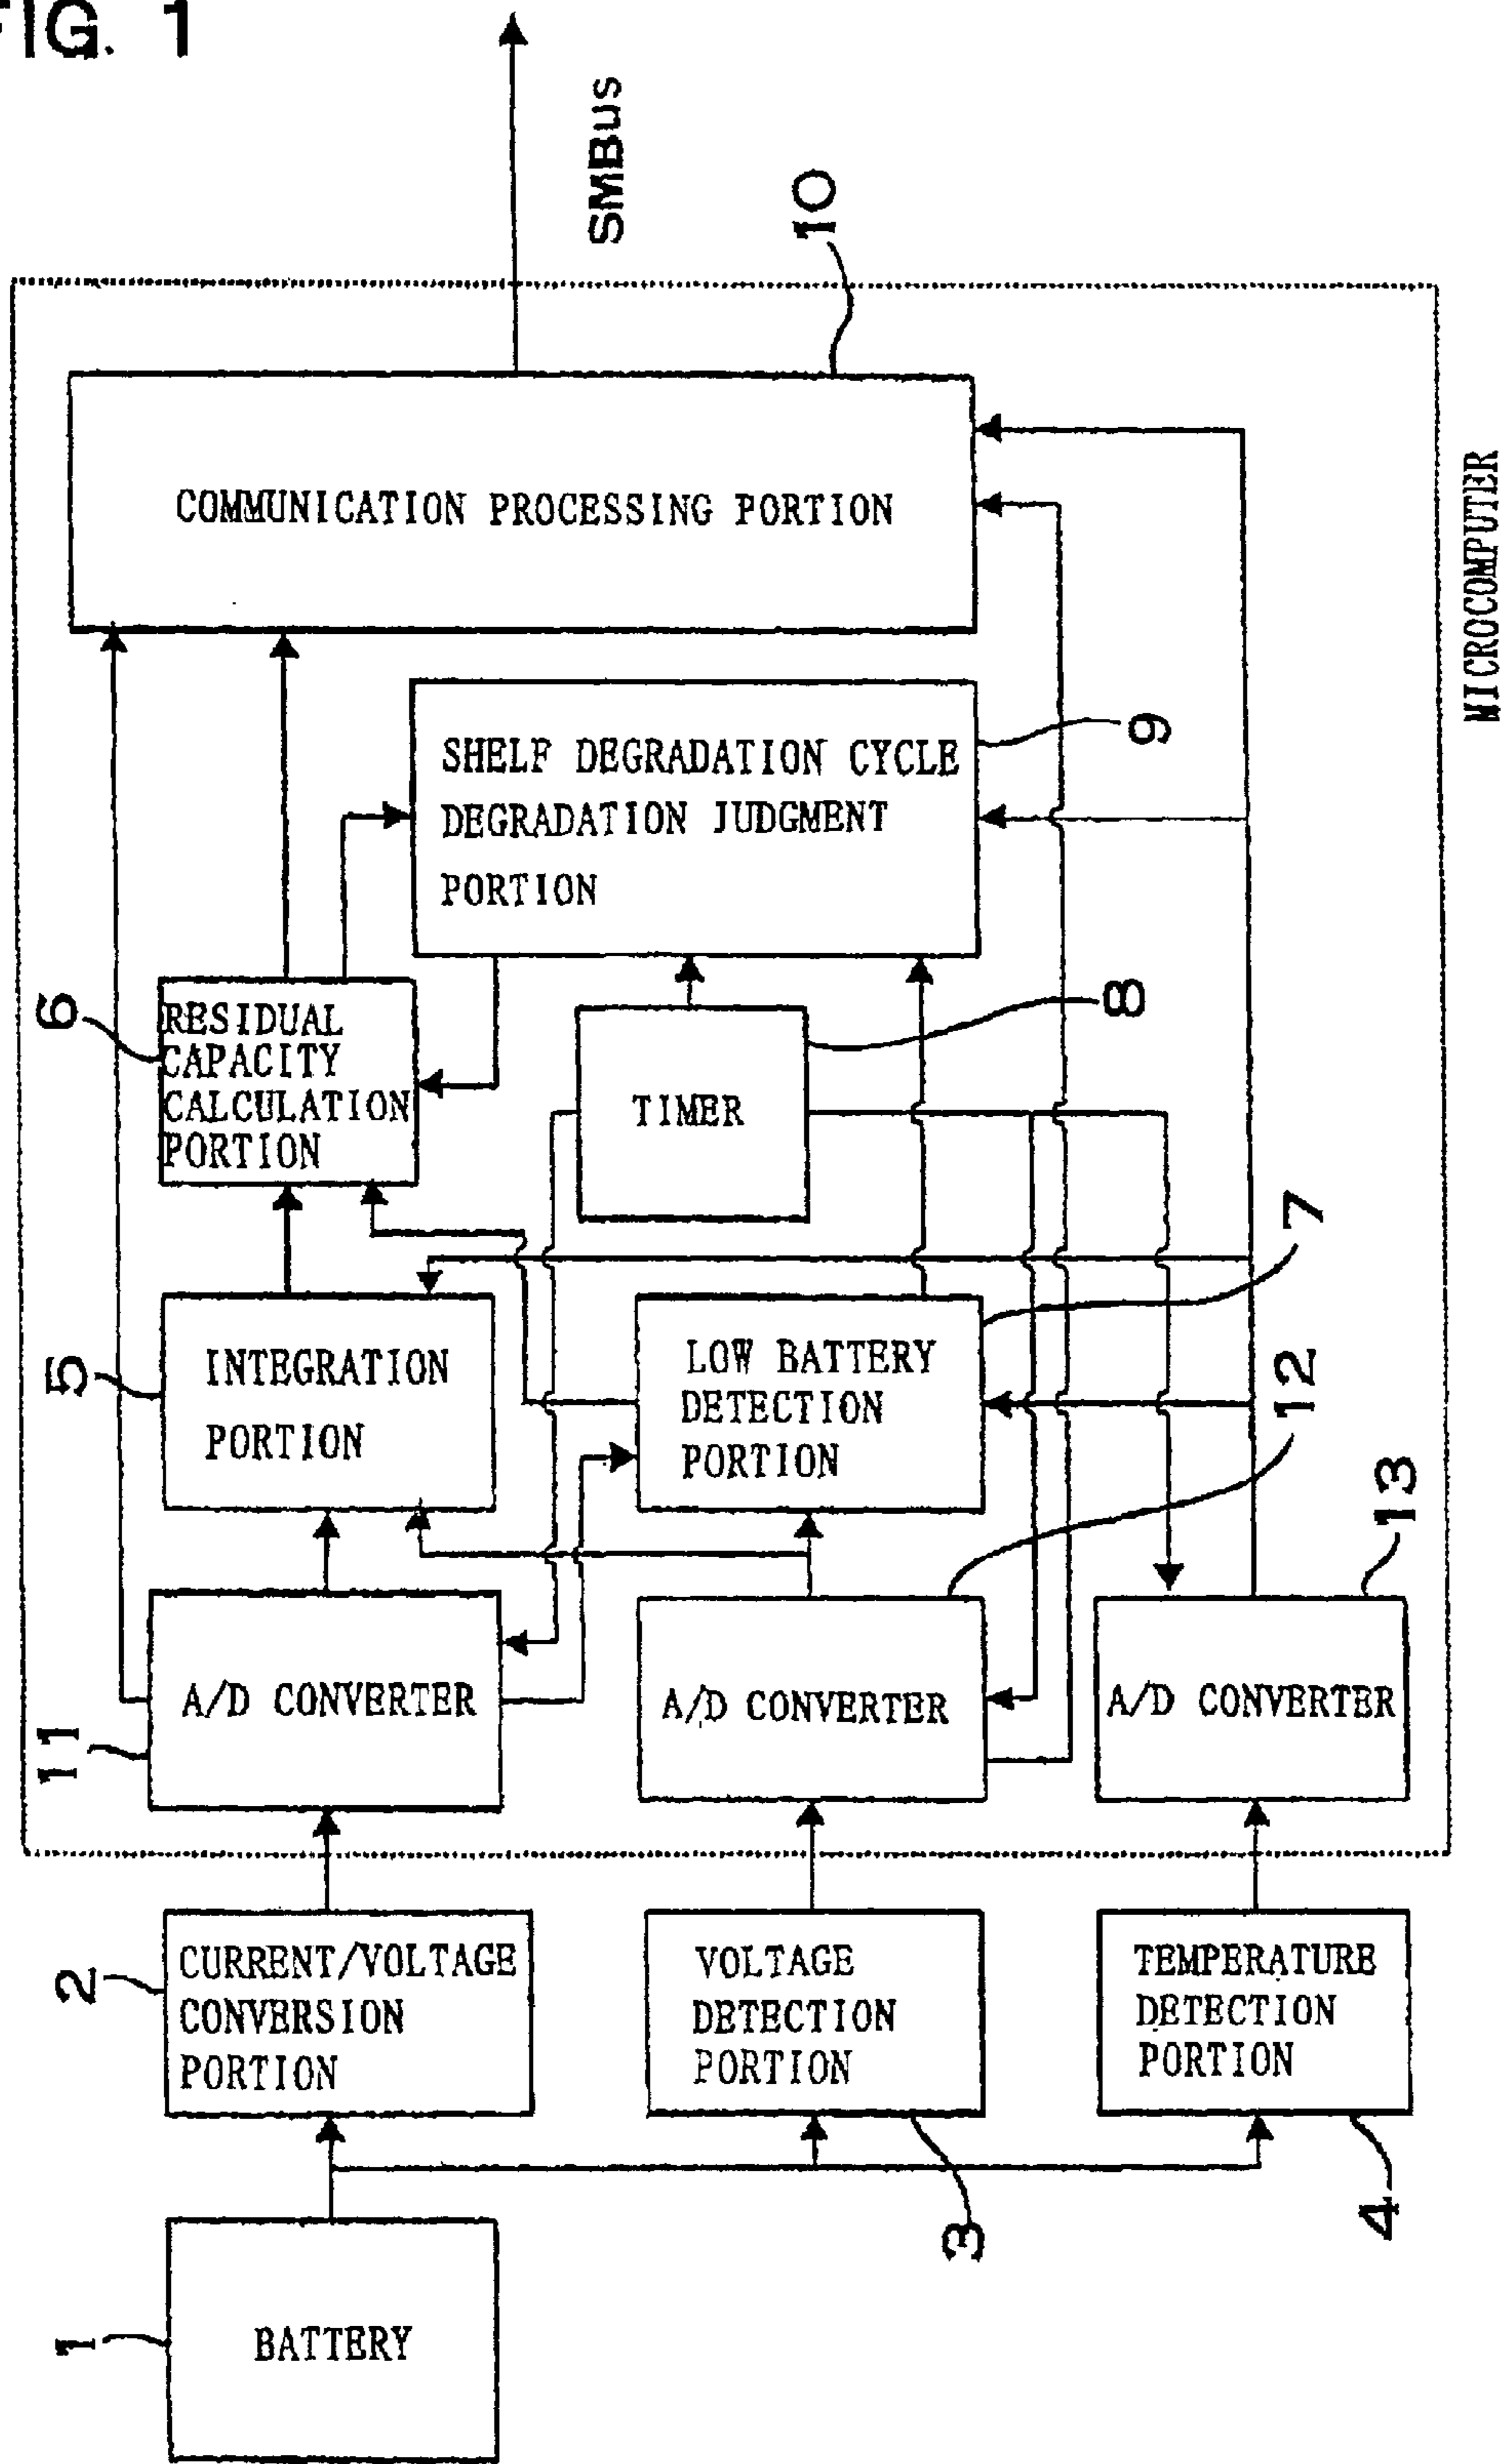 FIG. 1
SMBus
10
COMMUNICATION PROCESSING PORTION
MICROCOMPUTER
SHELF DEGRADATION CYCLE
DEGRADATION JUDGMENT
PORTION
9
6
RESIDUAL
CAPACITY
CALCULATION
PORTION
TIMER
8
7
5
INTEGRATION
PORTION
LOW BATTERY
DETECTION
PORTION
12
13
11
A/D CONVERTER
A/D CONVERTER
A/D CONVERTER
2
CURRENT/VOLTAGE
CONVERSION
PORTION
VOLTAGE
DETECTION
PORTION
TEMPERATURE
DETECTION
PORTION
3
4
1
BATTERY